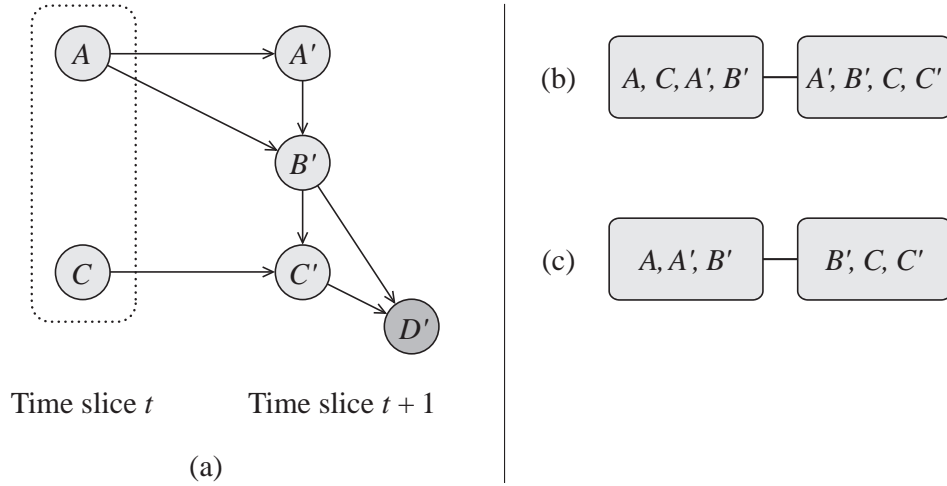 A
A'
B'
C
C'
D'
Time slice t
Time slice t + 1
(a)
(b)
A, C, A', B'
A', B', C, C'
(c)
A, A', B'
B', C, C'